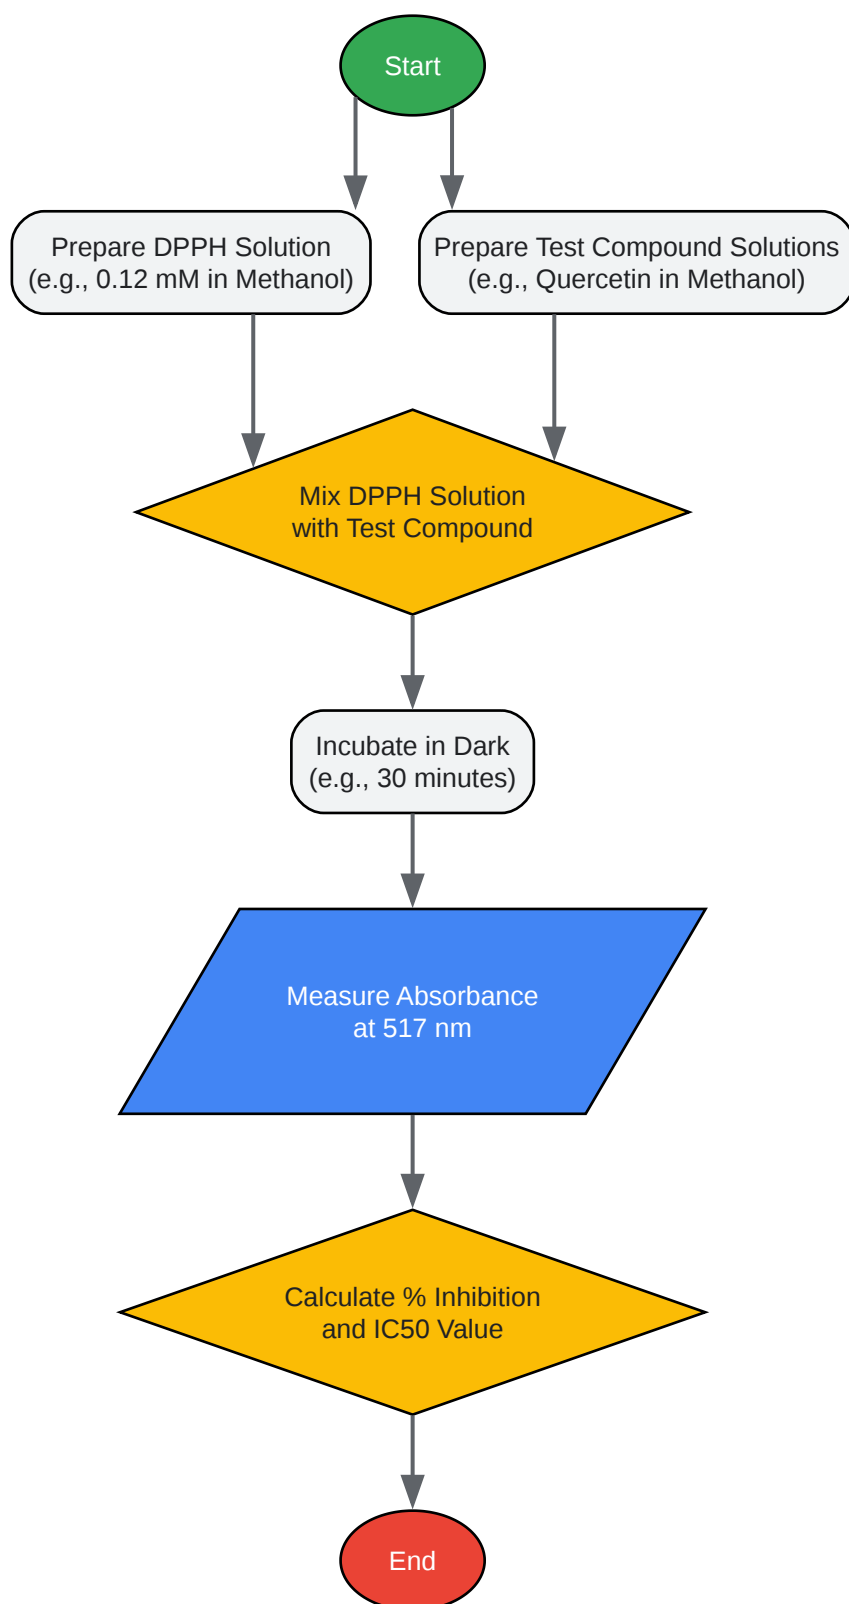 Start
Prepare DPPH Solution
(e.g., 0.12 mM in Methanol)
Prepare Test Compound Solutions
(e.g., Quercetin in Methanol)
Mix DPPH Solution
with Test Compound
Incubate in Dark
(e.g., 30 minutes)
Measure Absorbance
at 517 nm
Calculate % Inhibition
and IC50 Value
End